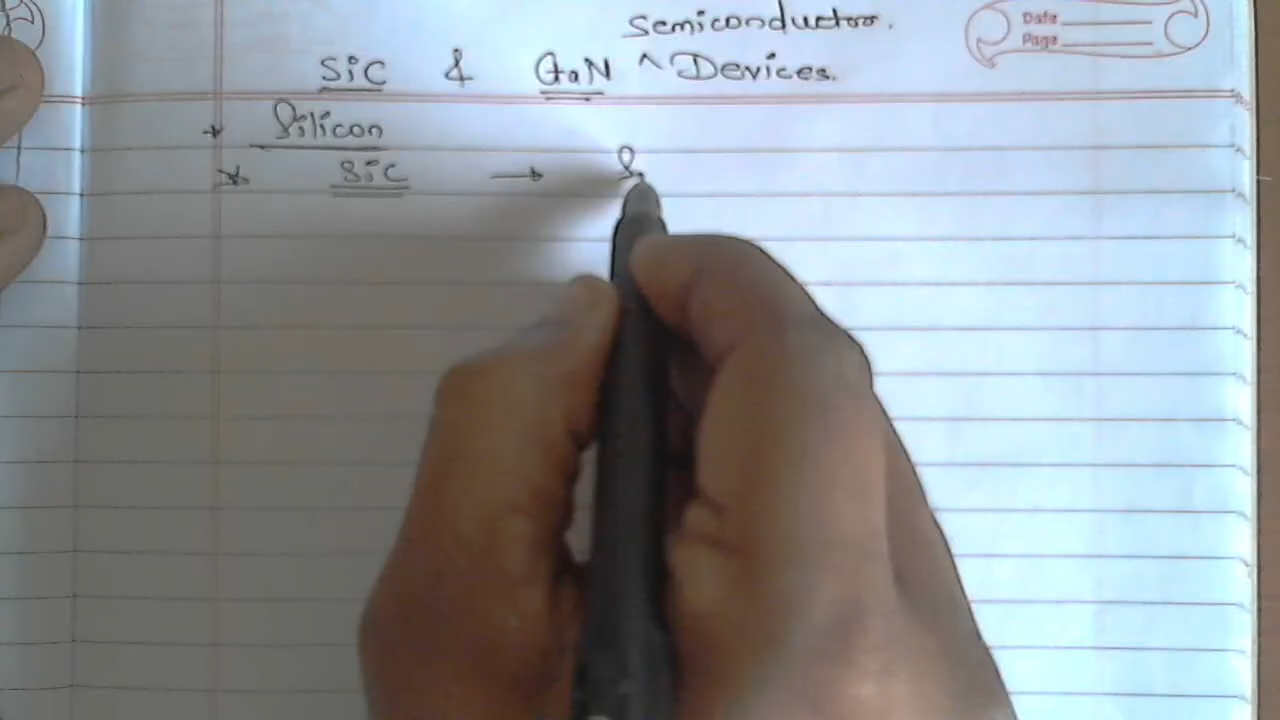 Semiconductor.
SiC & GaN ^ Devices.
Date
Page
→ Silicon
* SiC → S